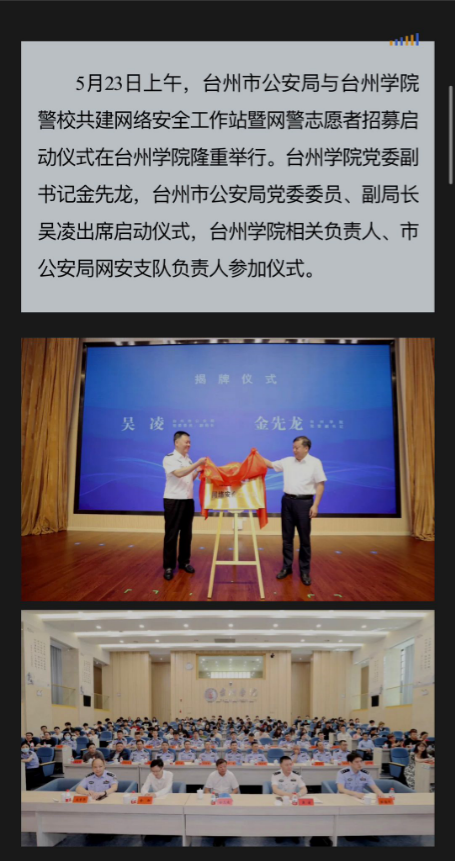 5月23日上午，台州市公安局与台州学院
警校共建网络安全工作站暨网警志愿者招募启
动仪式在台州学院隆重举行。台州学院党委副
书记金先龙，台州市公安局党委委员、副局长
吴凌出席启动仪式，台州学院相关负责人、市
公安局网安支队负责人参加仪式。
揭牌仪式
吴 凌
金先龙